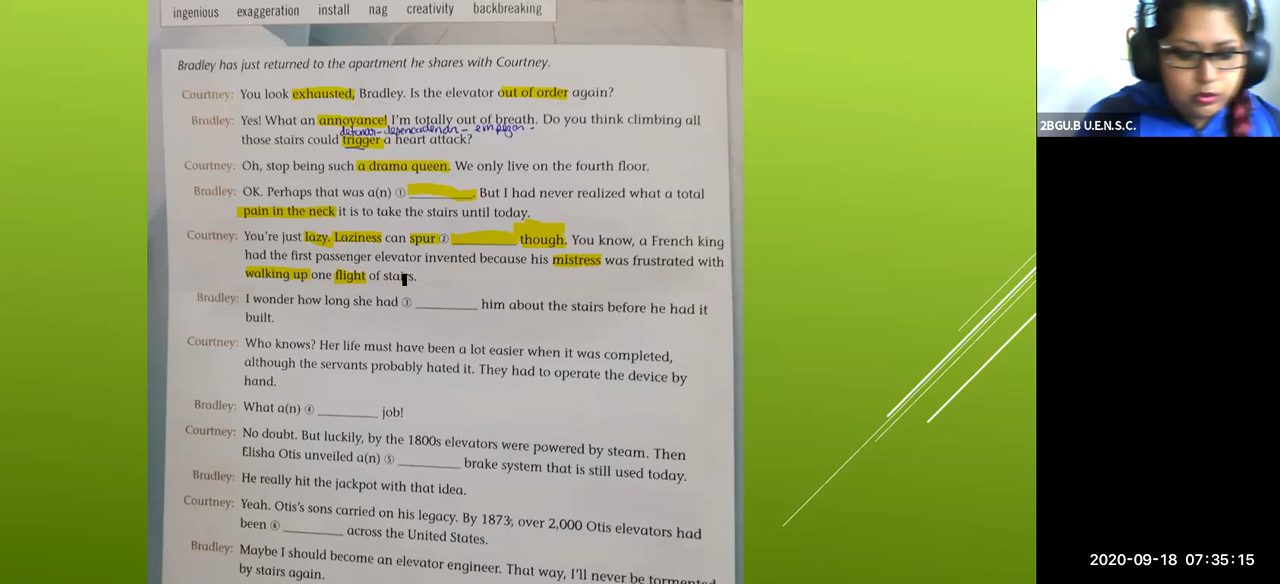 ingenious exaggeration install nag creativity backbreaking
Bradley has just returned to the apartment he shares with Courtney.
Courtney: You look exhausted, Bradley. Is the elevator out of order again?
Bradley: Yes! What an annoyance! I'm totally out of breath. Do you think climbing all
detonar - desencadenar - empezar -
those stairs could trigger a heart attack?
Courtney: Oh, stop being such a drama queen. We only live on the fourth floor.
Bradley: OK. Perhaps that was a(n) ① ________. But I had never realized what a total
pain in the neck it is to take the stairs until today.
Courtney: You're just lazy. Laziness can spur ② ________ though. You know, a French king
had the first passenger elevator invented because his mistress was frustrated with
walking up one flight of stairs.
Bradley: I wonder how long she had ③ ________ him about the stairs before he had it
built.
Courtney: Who knows? Her life must have been a lot easier when it was completed,
although the servants probably hated it. They had to operate the device by
hand.
Bradley: What a(n) ④ ________ job!
Courtney: No doubt. But luckily, by the 1800s elevators were powered by steam. Then
Elisha Otis unveiled a(n) ⑤ ________ brake system that is still used today.
Bradley: He really hit the jackpot with that idea.
Courtney: Yeah. Otis's sons carried on his legacy. By 1873, over 2,000 Otis elevators had
been ⑥ ________ across the United States.
Bradley: Maybe I should become an elevator engineer. That way, I'll never be tormented
by stairs again.
2BGU.B U.E.N.S.C.
2020-09-18 07:35:15